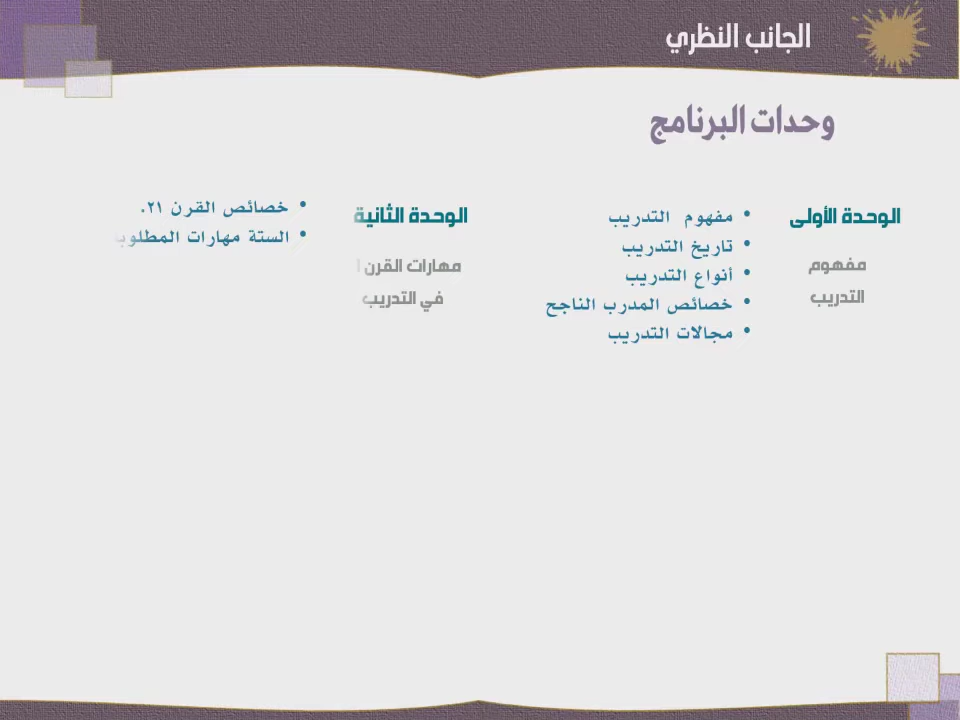 الجانب النظري
وحدات البرنامج
الوحدة الأولى
مفهوم
التدريب
• مفهوم التدريب
• تاريخ التدريب
• أنواع التدريب
• خصائص المدرب الناجح
• مجالات التدريب
الوحدة الثانية
مهارات القرن
في التدريب
• خصائص القرن ٢١.
• الستة مهارات